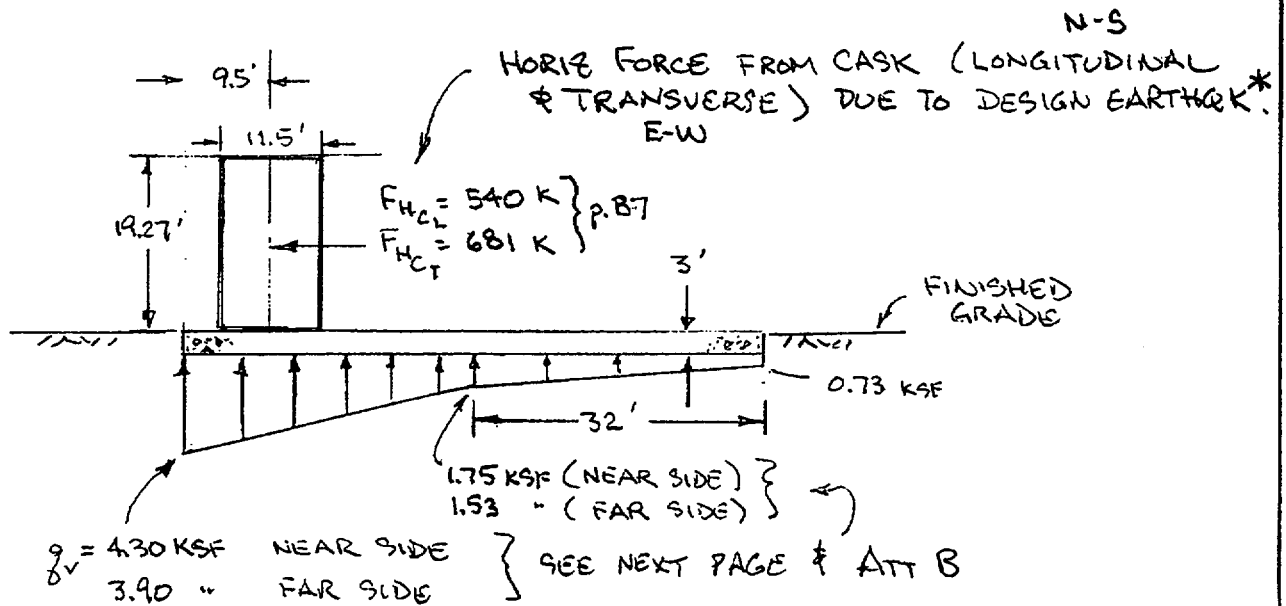 N-S
HORIZ FORCE FROM CASK (LONGITUDINAL
& TRANSVERSE) DUE TO DESIGN EARTHQK*.
E-W
9.5'
11.5'
19.27'
F_HCL = 540 K } p. B7
F_HCT = 681 K
3'
FINISHED
GRADE
0.73 KSF
32'
1.75 KSF (NEAR SIDE) }
1.53 " (FAR SIDE)
q_v = 4.30 KSF NEAR SIDE } SEE NEXT PAGE & ATT B
3.90 " FAR SIDE